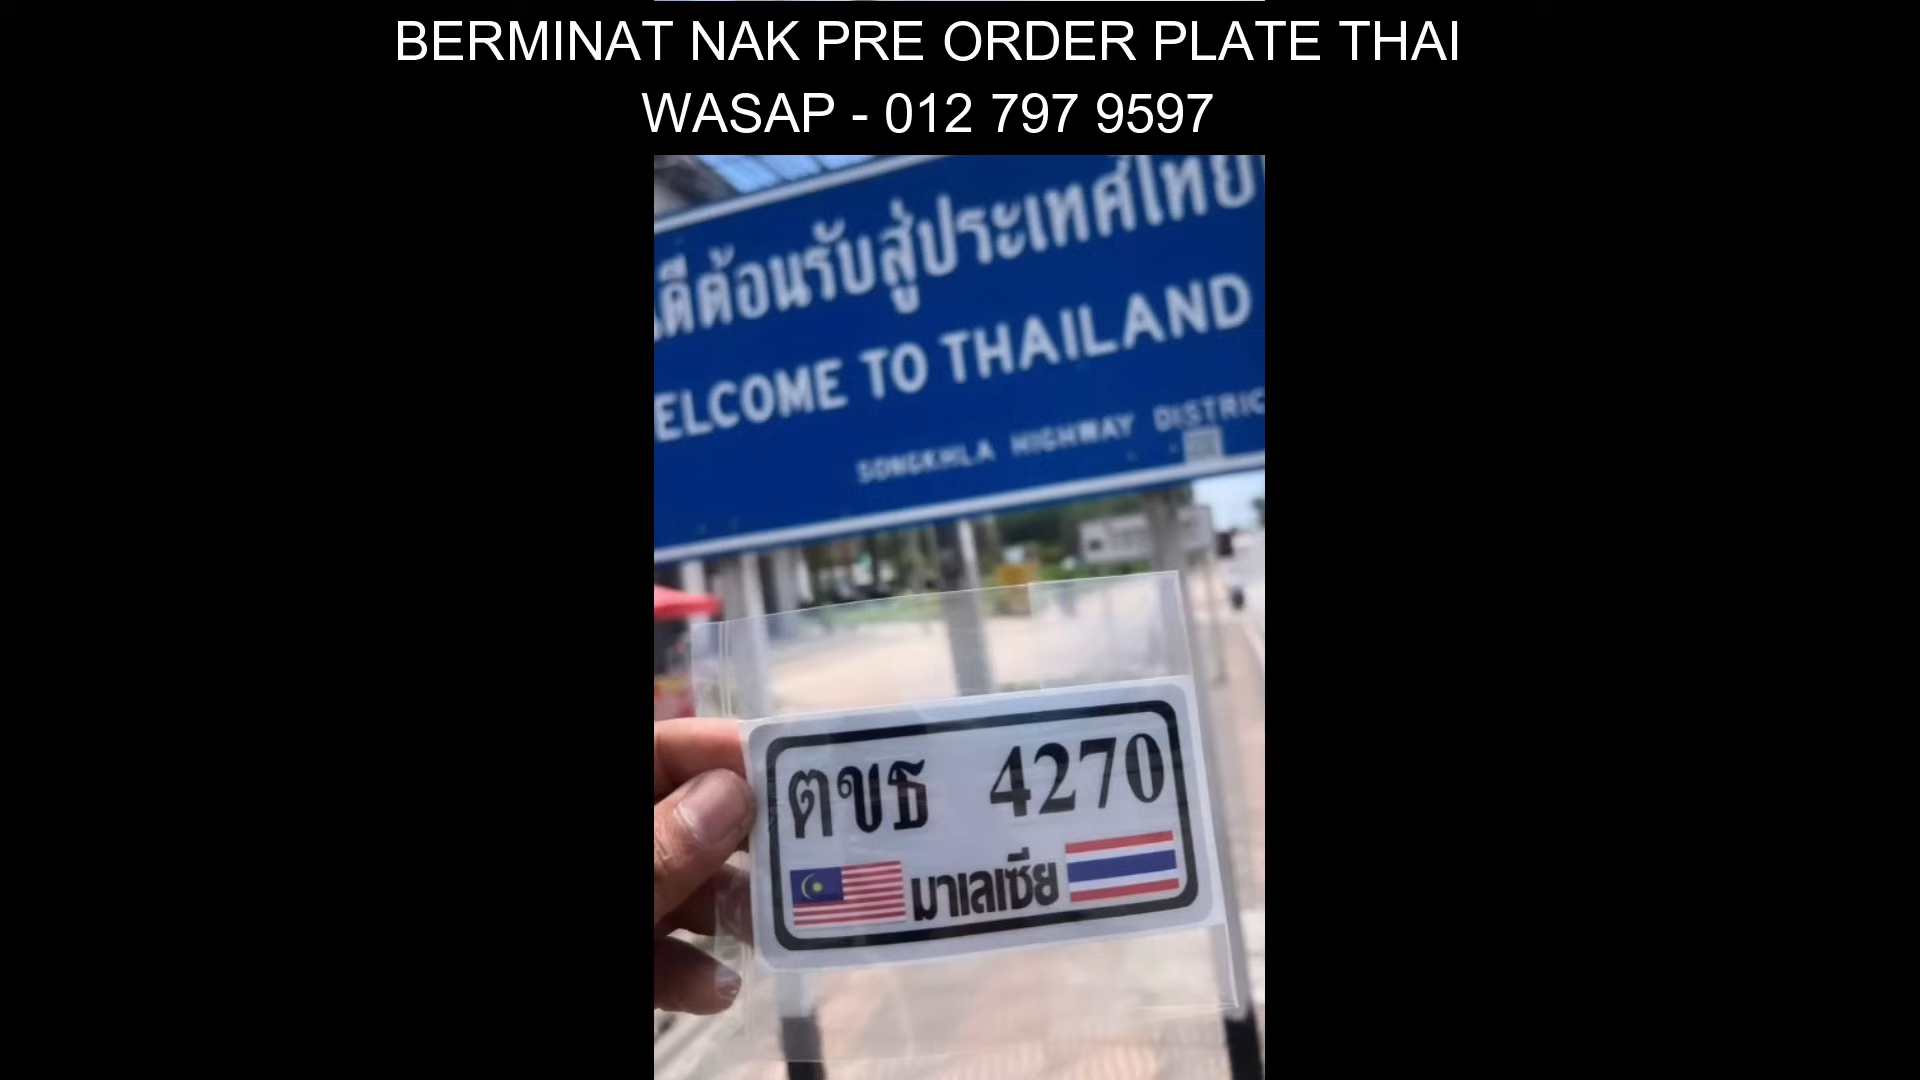 BERMINAT NAK PRE ORDER PLATE THAI
WASAP - 012 797 9597
ดีต้อนรับสู่ประเทศไทย
ELCOME TO THAILAND
SONGKHLA HIGHWAY DISTRIC
ตขธ 4270
มาเลเซีย